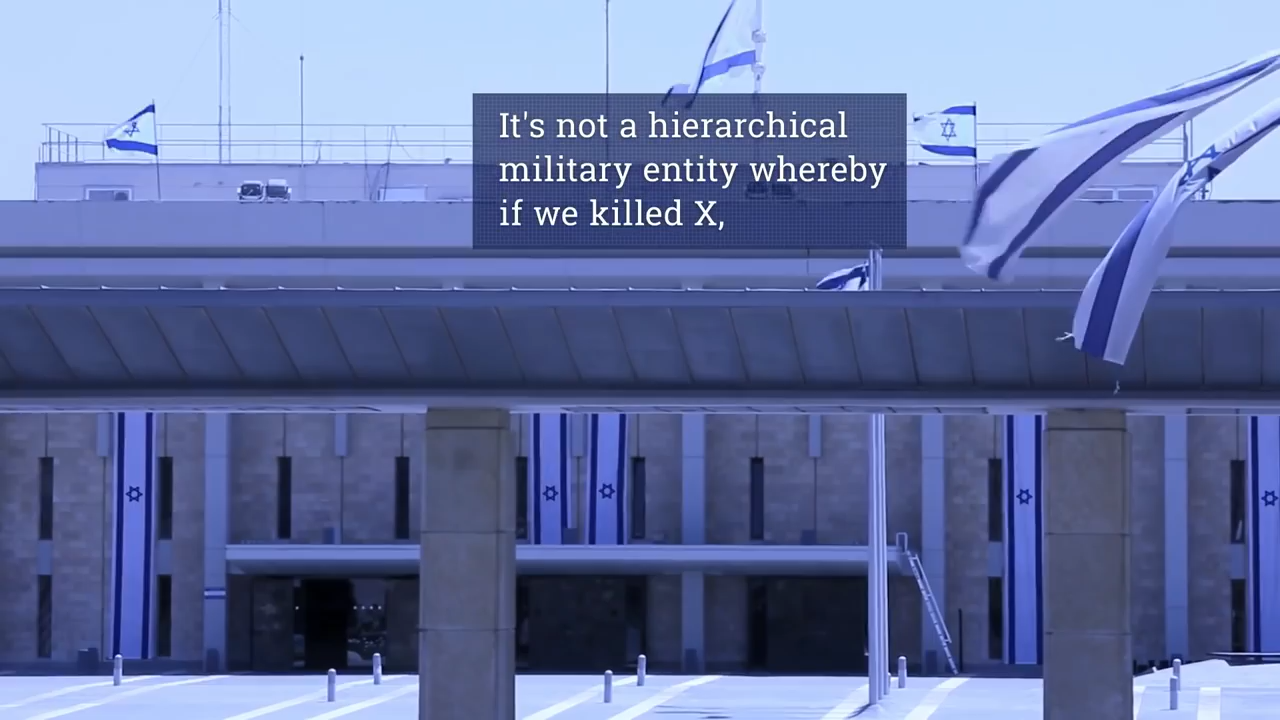 It's not a hierarchical
military entity whereby
if we killed X,